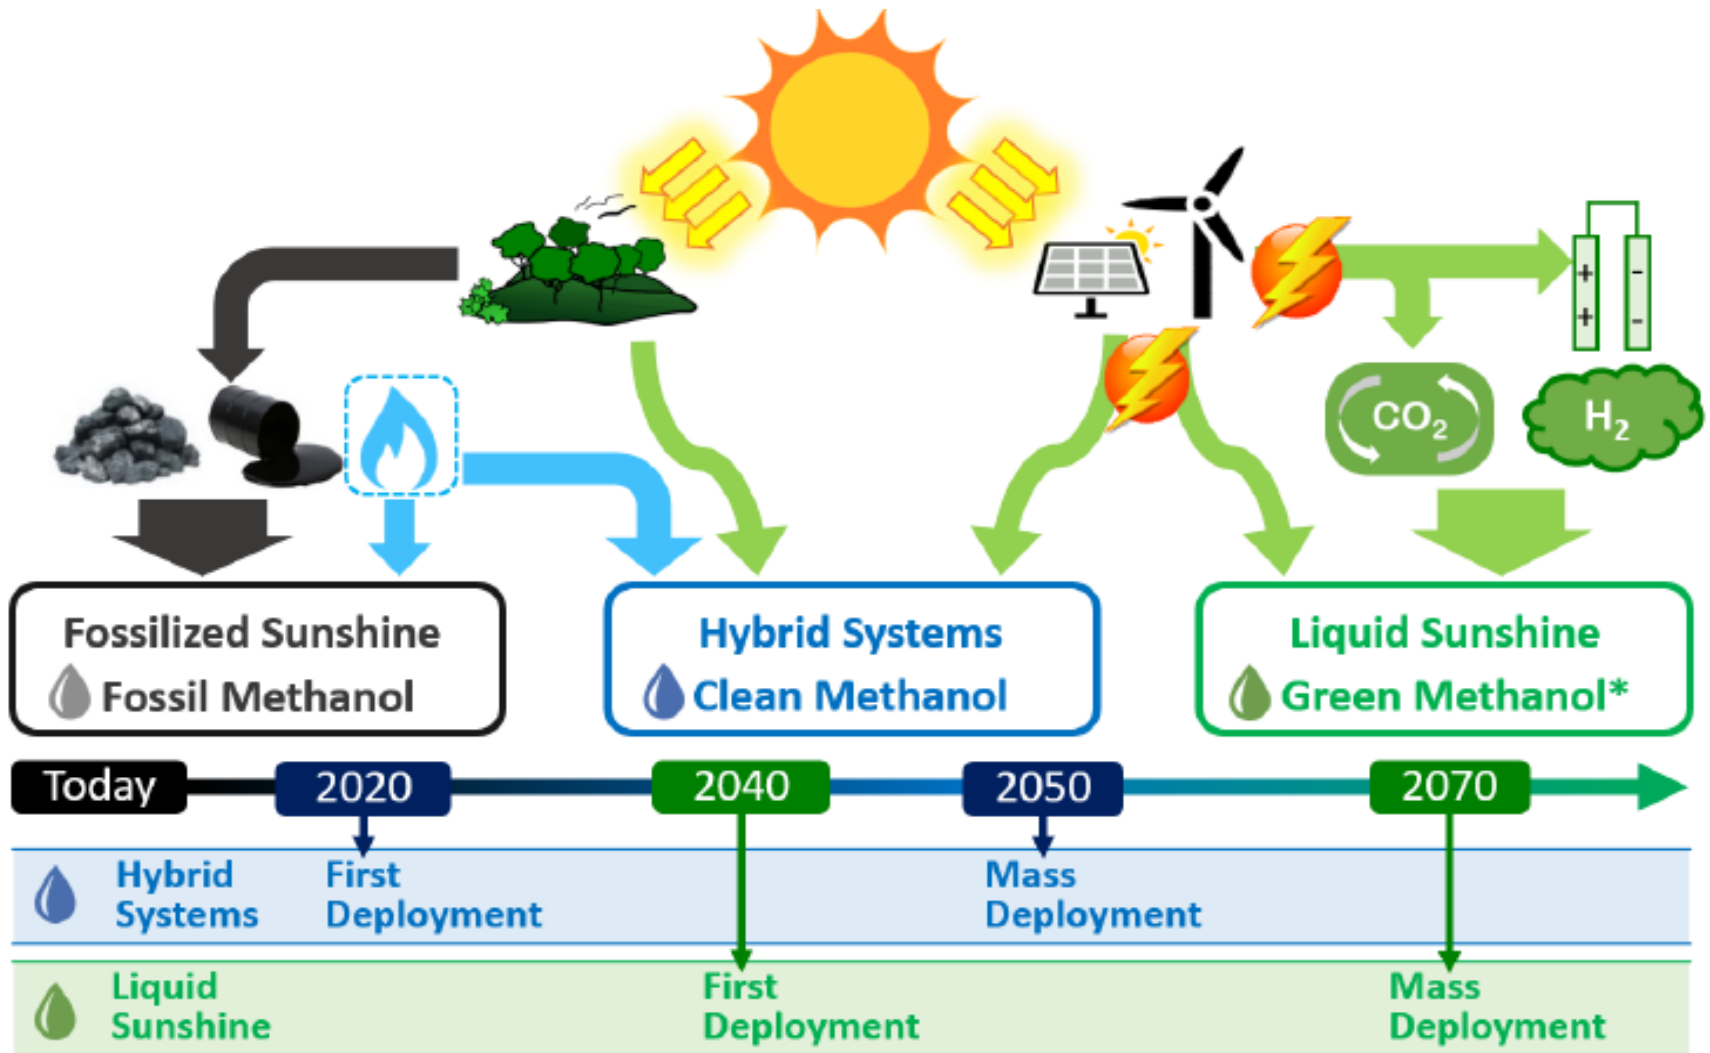 + -
+ -
CO₂
H₂
Fossilized Sunshine
Fossil Methanol
Hybrid Systems
Clean Methanol
Liquid Sunshine
Green Methanol*
Today
2020
2040
2050
2070
Hybrid
Systems
First
Deployment
Mass
Deployment
Liquid
Sunshine
First
Deployment
Mass
Deployment